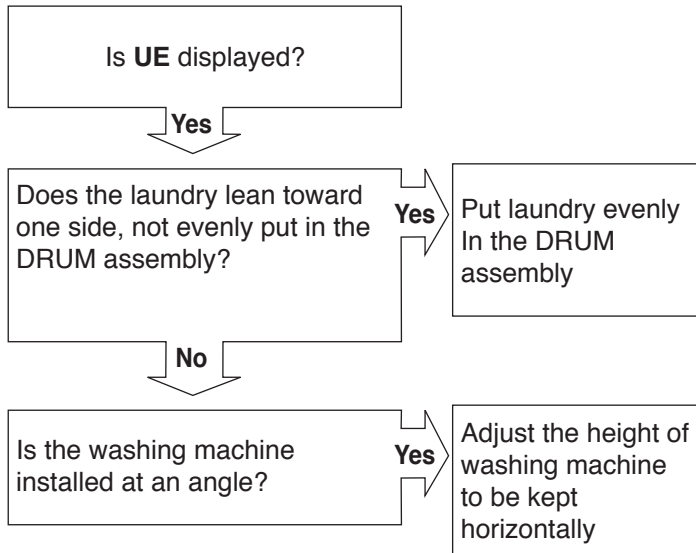 Is UE displayed?
Yes
Does the laundry lean toward
one side, not evenly put in the
DRUM assembly?
Yes
Put laundry evenly
In the DRUM
assembly
No
Is the washing machine
installed at an angle?
Yes
Adjust the height of
washing machine
to be kept
horizontally